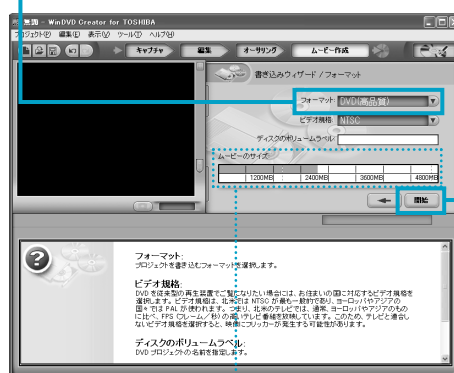 無題 - WinDVD Creator for TOSHIBA
プロジェクト(P) 編集(E) 表示(V) ツール(T) ヘルプ(H)
キャプチャ 編集 オーサリング ムービー作成
書き込みウィザード / フォーマット
フォーマット: DVD(高品質)
ビデオ規格: NTSC
ディスクのボリュームラベル:
ムービーのサイズ:
1200MB 2400MB 3600MB 4800MB
開始
フォーマット:
プロジェクトを書き込むフォーマットを選択します。
ビデオ規格:
DVD を従来型の再生装置でご覧になりたい場合には、お住まいの国に対応するビデオ規格を
選択します。ビデオ規格は、北米では NTSC が最も一般的であり、ヨーロッパやアジアの
国々では PAL が使われます。つまり、北米のテレビでは、通常、ヨーロッパやアジアのもの
に比べ、FPS (フレーム/秒) の高いテレビ番組を放映しています。このため、テレビと適合し
ないビデオ規格を選択すると、映像にフリッカーが発生する可能性があります。
ディスクのボリュームラベル:
DVD プロジェクトの名前を指定します。